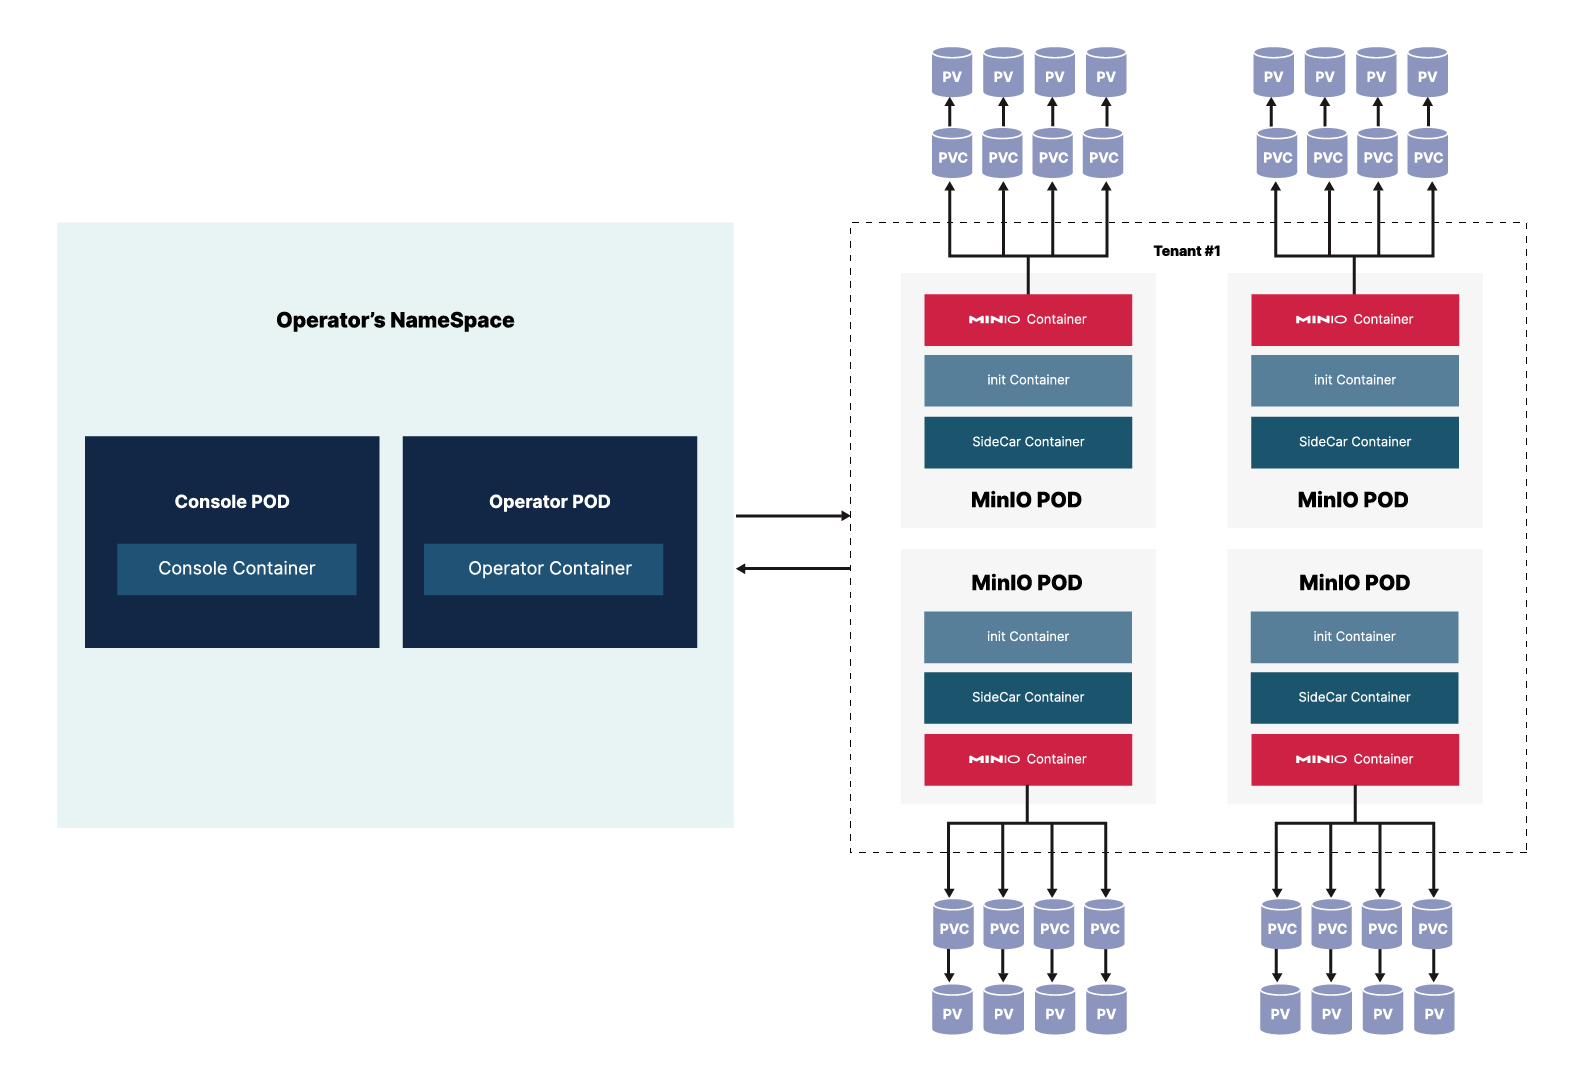 PV PV PV PV PV PV PV PV
PVC PVC PVC PVC PVC PVC PVC PVC
Tenant #1
Operator’s NameSpace
Console POD
Console Container
Operator POD
Operator Container
MINIO Container
init Container
SideCar Container
MinIO POD
MINIO Container
init Container
SideCar Container
MinIO POD
MinIO POD
init Container
SideCar Container
MINIO Container
MinIO POD
init Container
SideCar Container
MINIO Container
PVC PVC PVC PVC PVC PVC PVC PVC
PV PV PV PV PV PV PV PV